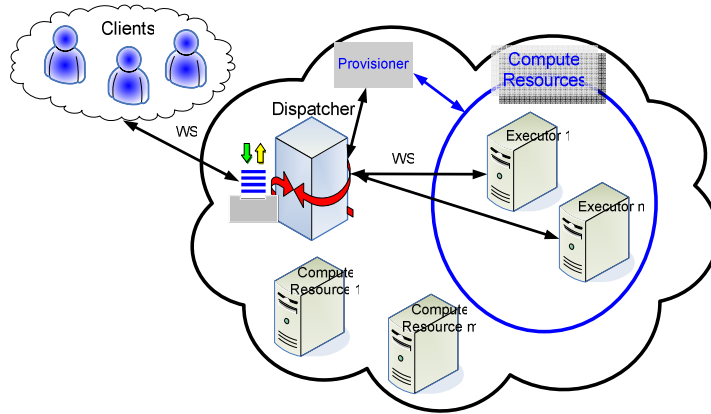 Clients
Provisioner
Compute
Resources
Dispatcher
WS
WS
Executor 1
Executor n
Compute
Resource 1
Compute
Resource m